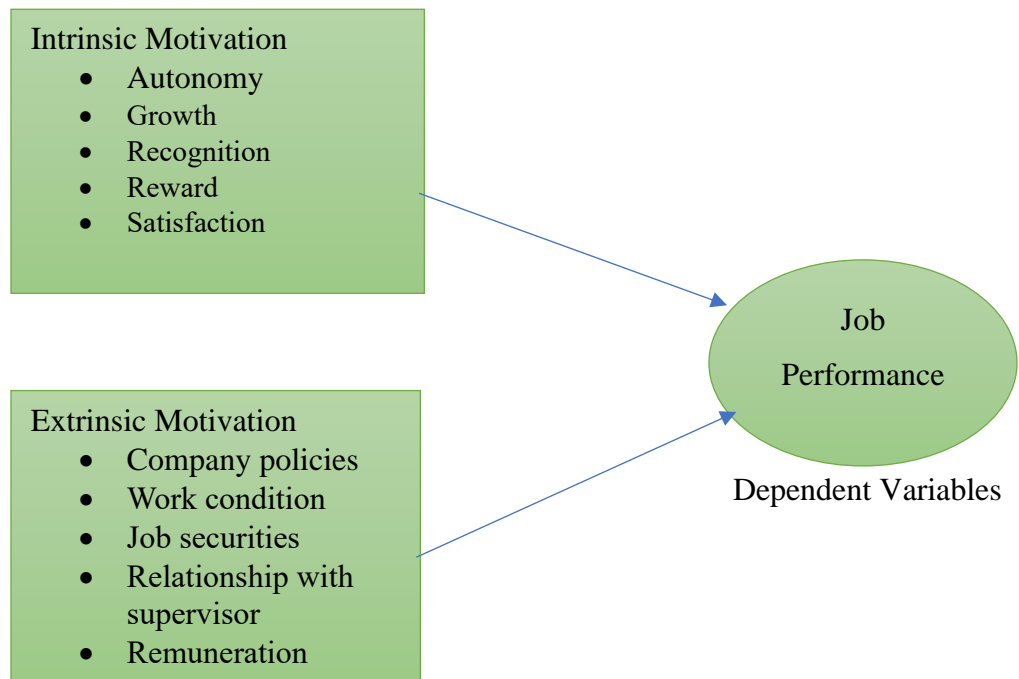 Intrinsic Motivation
• Autonomy
• Growth
• Recognition
• Reward
• Satisfaction
Job
Performance
Dependent Variables
Extrinsic Motivation
• Company policies
• Work condition
• Job securities
• Relationship with
supervisor
• Remuneration